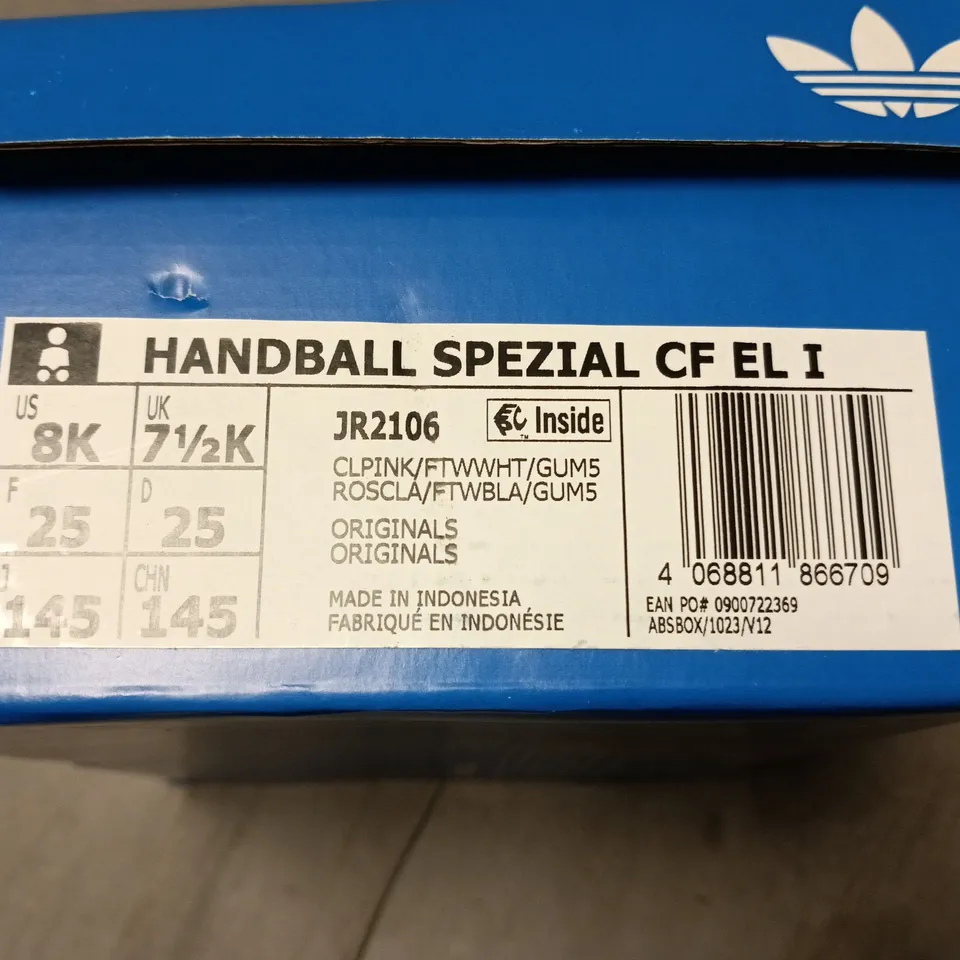 HANDBALL SPEZIAL CF EL I
US 8K
UK 7½K
F 25
D 25
J 145
CHN 145
JR2106
EC Inside
™
CLPINK/FTWWHT/GUM5
ROSCLA/FTWBLA/GUM5
ORIGINALS
ORIGINALS
MADE IN INDONESIA
FABRIQUÉ EN INDONÉSIE
4 068811 866709
EAN PO# 0900722369
ABSBOX/1023/V12